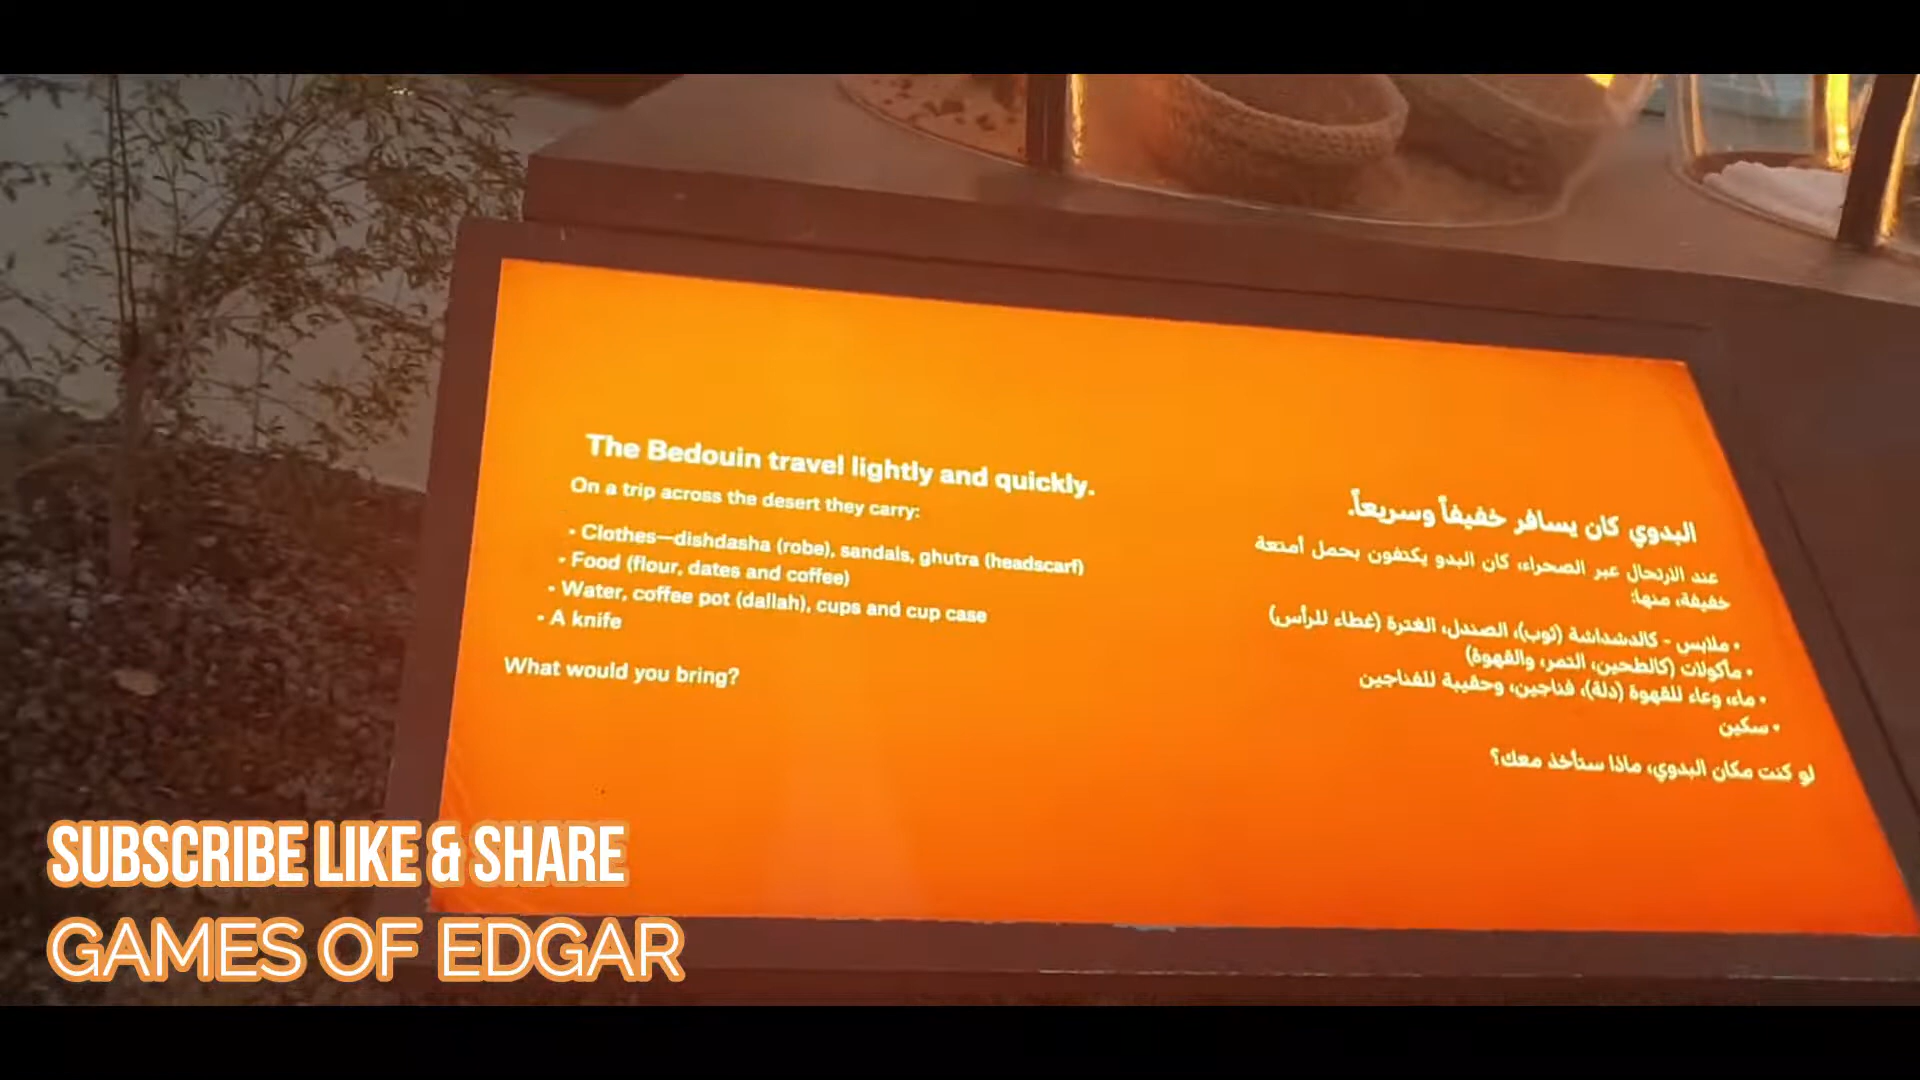 The Bedouin travel lightly and quickly.
On a trip across the desert they carry:
• Clothes—dishdasha (robe), sandals, ghutra (headscarf)
• Food (flour, dates and coffee)
• Water, coffee pot (dallah), cups and cup case
• A knife
What would you bring?
البدوي كان يسافر خفيفاً وسريعاً.
عند الارتحال عبر الصحراء، كان البدو يكتفون بحمل أمتعة
خفيفة، منها:
• ملابس - كالدشداشة (ثوب)، الصندل، الغترة (غطاء للرأس)
• مأكولات (كالطحين، التمر، والقهوة)
• ماء، وعاء للقهوة (دلة)، فناجين، وحقيبة للفناجين
• سكين
لو كنت مكان البدوي، ماذا ستأخذ معك؟
SUBSCRIBE LIKE & SHARE
GAMES OF EDGAR